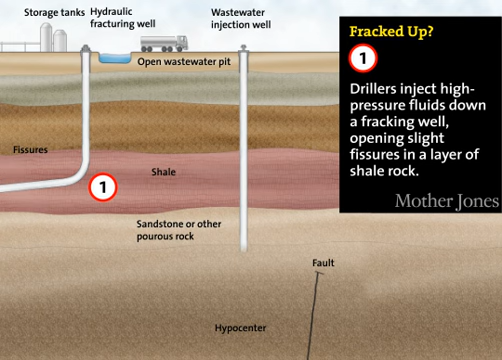 Storage tanks
Hydraulic
fracturing well
Wastewater
injection well
Open wastewater pit
Fissures
Shale
1
Sandstone or other
pourous rock
Fault
Hypocenter
Fracked Up?
1
Drillers inject high-
pressure fluids down
a fracking well,
opening slight
fissures in a layer of
shale rock.
Mother Jones